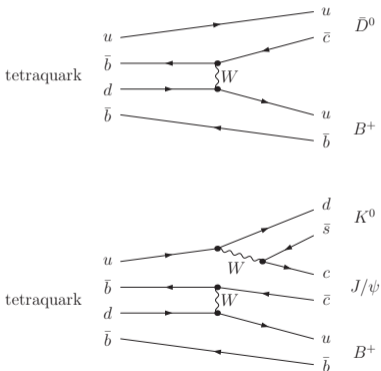 u
D̄⁰
u
c̄
b̄
W
tetraquark
d
u
b̄
B⁺
b̄
d
K⁰
s̄
u
W
c
b̄
J/ψ
c̄
tetraquark
W
d
u
b̄
B⁺
b̄